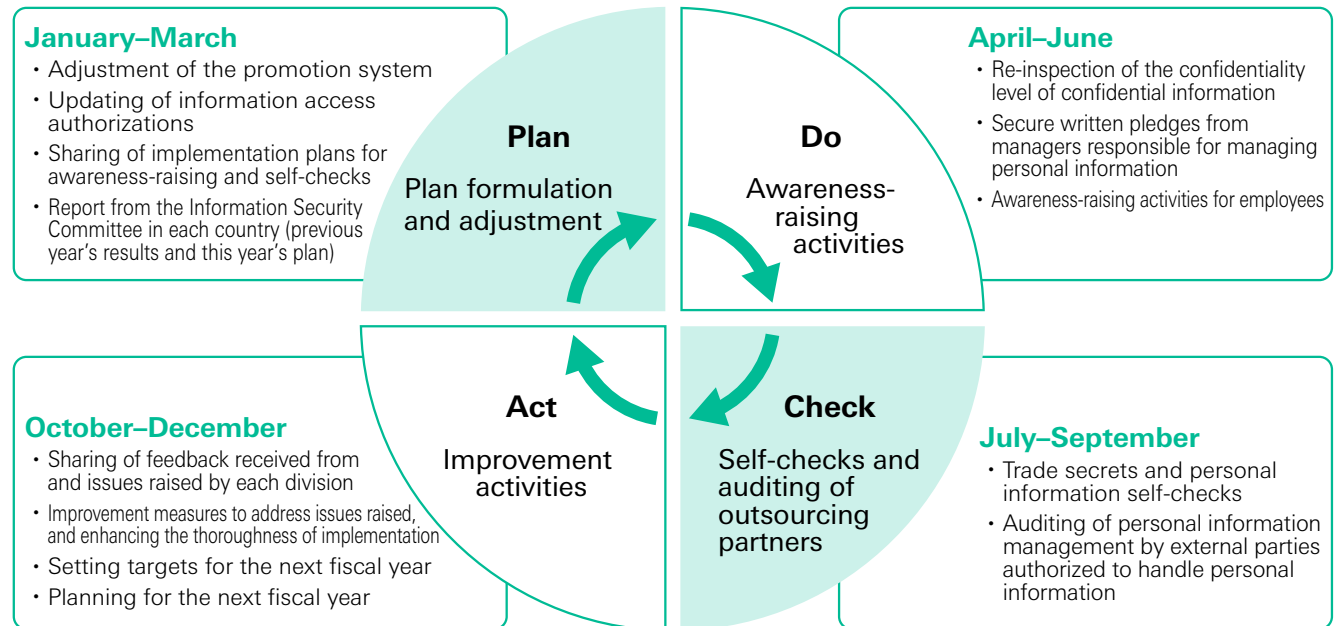 January–March
・Adjustment of the promotion system
・Updating of information access
authorizations
・Sharing of implementation plans for
awareness-raising and self-checks
・Report from the Information Security
Committee in each country (previous
year's results and this year's plan)
Plan
Plan formulation
and adjustment
Do
Awareness-
raising
activities
April–June
・Re-inspection of the confidentiality
level of confidential information
・Secure written pledges from
managers responsible for managing
personal information
・Awareness-raising activities for employees
October–December
・Sharing of feedback received from
and issues raised by each division
・Improvement measures to address issues raised,
and enhancing the thoroughness of implementation
・Setting targets for the next fiscal year
・Planning for the next fiscal year
Act
Improvement
activities
Check
Self-checks and
auditing of
outsourcing
partners
July–September
・Trade secrets and personal
information self-checks
・Auditing of personal information
management by external parties
authorized to handle personal
information